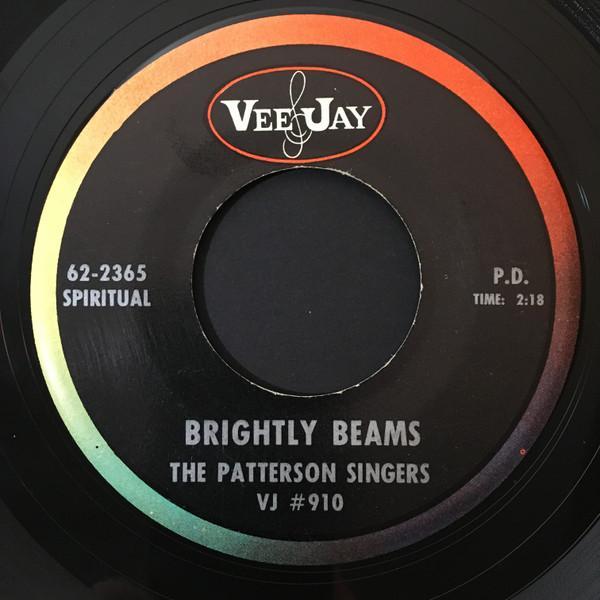 VEE JAY
62-2365
SPIRITUAL
P.D.
TIME: 2:18
BRIGHTLY BEAMS
THE PATTERSON SINGERS
VJ #910